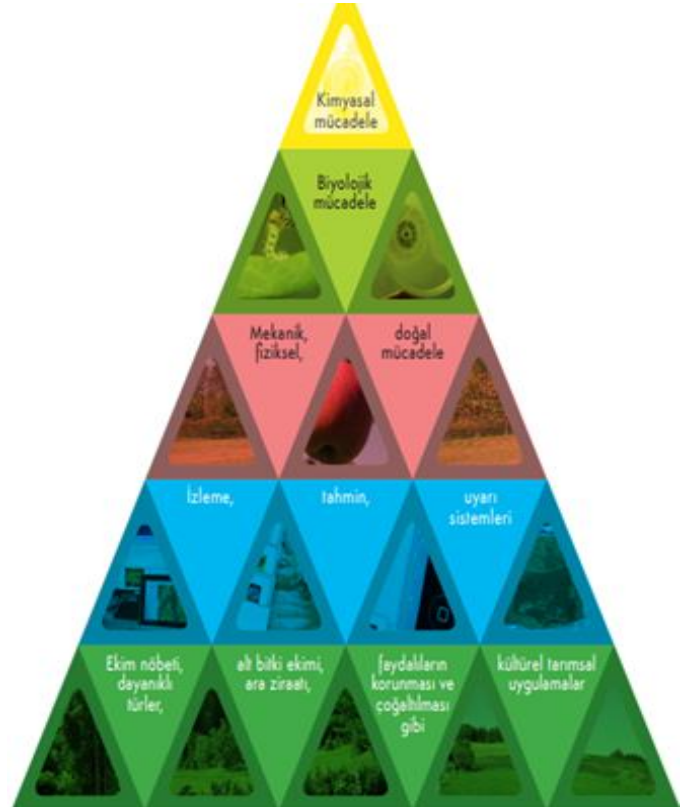 Kimyasal
mücadele
Biyolojik
mücadele
Mekanik,
fiziksel,
doğal
mücadele
İzleme,
tahmin,
uyarı
sistemleri
Ekim nöbeti,
dayanıklı
türler,
alt bitki ekimi,
ara ziraatı,
faydalıların
korunması ve
çoğaltılması
gibi
kültürel tarımsal
uygulamalar